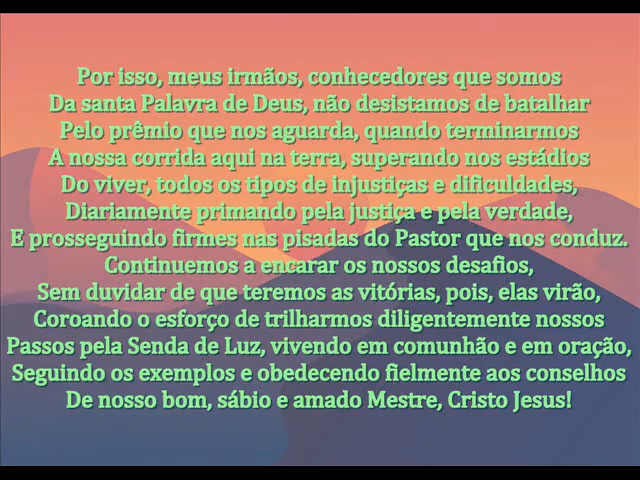 Por isso, meus irmãos, conhecedores que somos
Da santa Palavra de Deus, não desistamos de batalhar
Pelo prêmio que nos aguarda, quando terminarmos
A nossa corrida aqui na terra, superando nos estádios
Do viver, todos os tipos de injustiças e dificuldades,
Diariamente primando pela justiça e pela verdade,
E prosseguindo firmes nas pisadas do Pastor que nos conduz.
Continuemos a encarar os nossos desafios,
Sem duvidar de que teremos as vitórias, pois, elas virão,
Coroando o esforço de trilharmos diligentemente nossos
Passos pela Senda de Luz, vivendo em comunhão e em oração,
Seguindo os exemplos e obedecendo fielmente aos conselhos
De nosso bom, sábio e amado Mestre, Cristo Jesus!